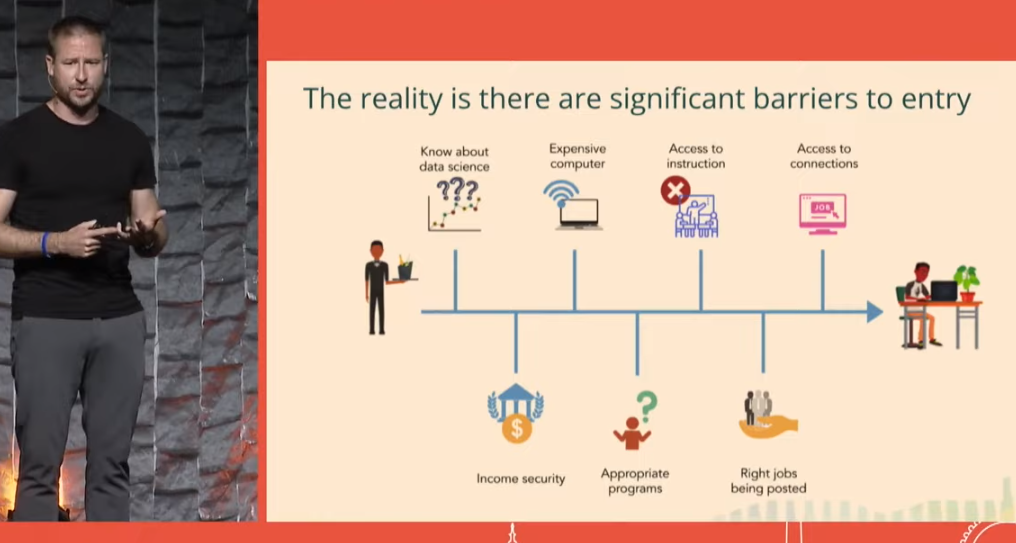 The reality is there are significant barriers to entry
Know about
data science
Expensive
computer
Access to
instruction
Access to
connections
???
JOB
$
?
Income security
Appropriate
programs
Right jobs
being posted